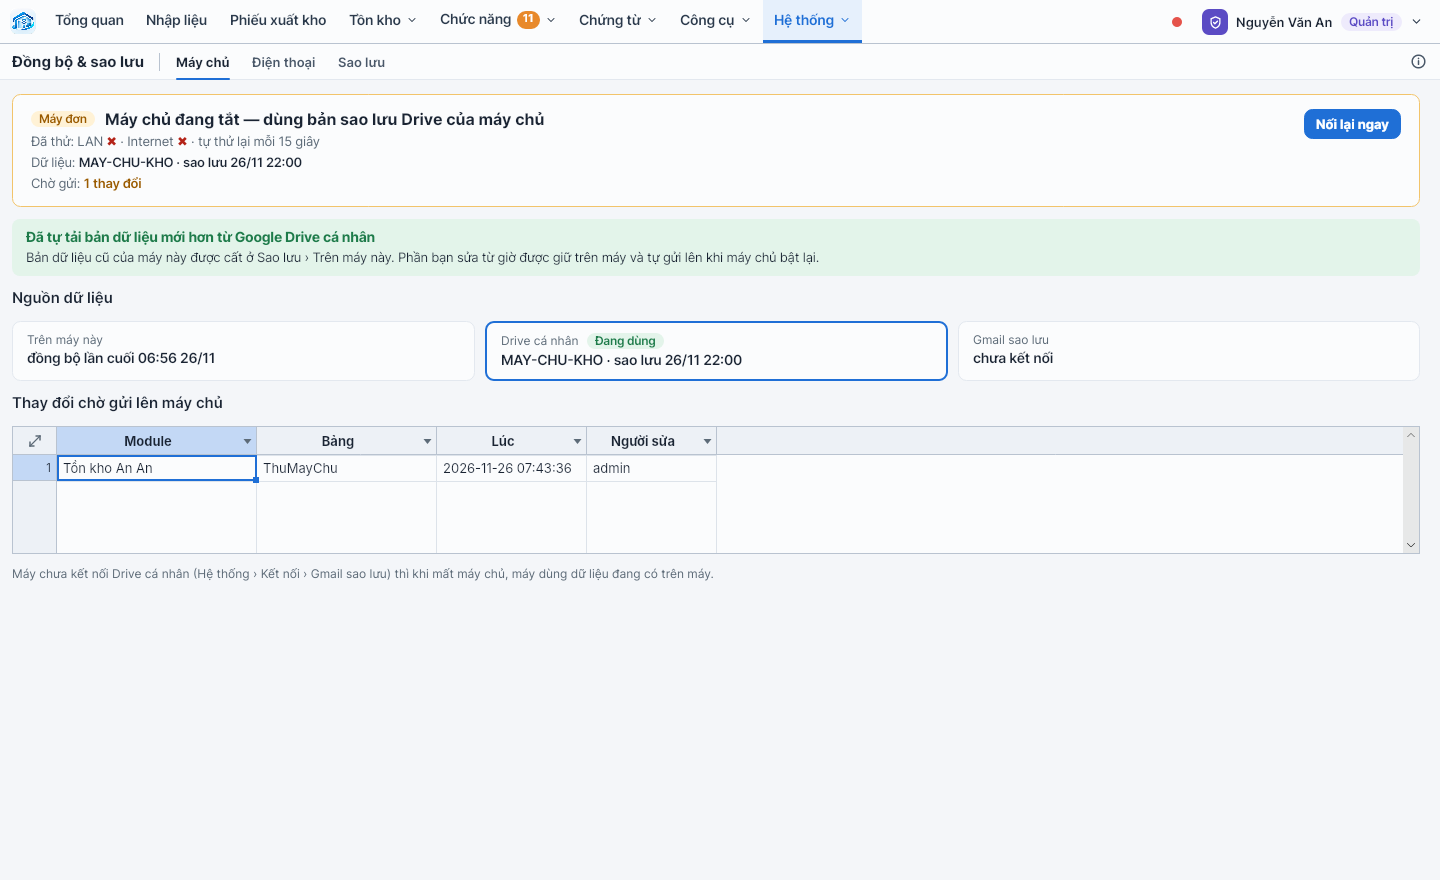 Tổng quan Nhập liệu Phiếu xuất kho Tồn kho Chức năng 11 Chứng từ Công cụ Hệ thống Nguyễn Văn An Quản trị
Đồng bộ & sao lưu Máy chủ Điện thoại Sao lưu
Máy đơn Máy chủ đang tắt — dùng bản sao lưu Drive của máy chủ
Nối lại ngay
Đã thử: LAN ✖ · Internet ✖ · tự thử lại mỗi 15 giây
Dữ liệu: MAY-CHU-KHO · sao lưu 26/11 22:00
Chờ gửi: 1 thay đổi
Đã tự tải bản dữ liệu mới hơn từ Google Drive cá nhân
Bản dữ liệu cũ của máy này được cất ở Sao lưu › Trên máy này. Phần bạn sửa từ giờ được giữ trên máy và tự gửi lên khi máy chủ bật lại.
Nguồn dữ liệu
Trên máy này
đồng bộ lần cuối 06:56 26/11
Drive cá nhân Đang dùng
MAY-CHU-KHO · sao lưu 26/11 22:00
Gmail sao lưu
chưa kết nối
Thay đổi chờ gửi lên máy chủ
Module Bảng Lúc Người sửa
1 Tồn kho An An ThuMayChu 2026-11-26 07:43:36 admin
Máy chưa kết nối Drive cá nhân (Hệ thống › Kết nối › Gmail sao lưu) thì khi mất máy chủ, máy dùng dữ liệu đang có trên máy.